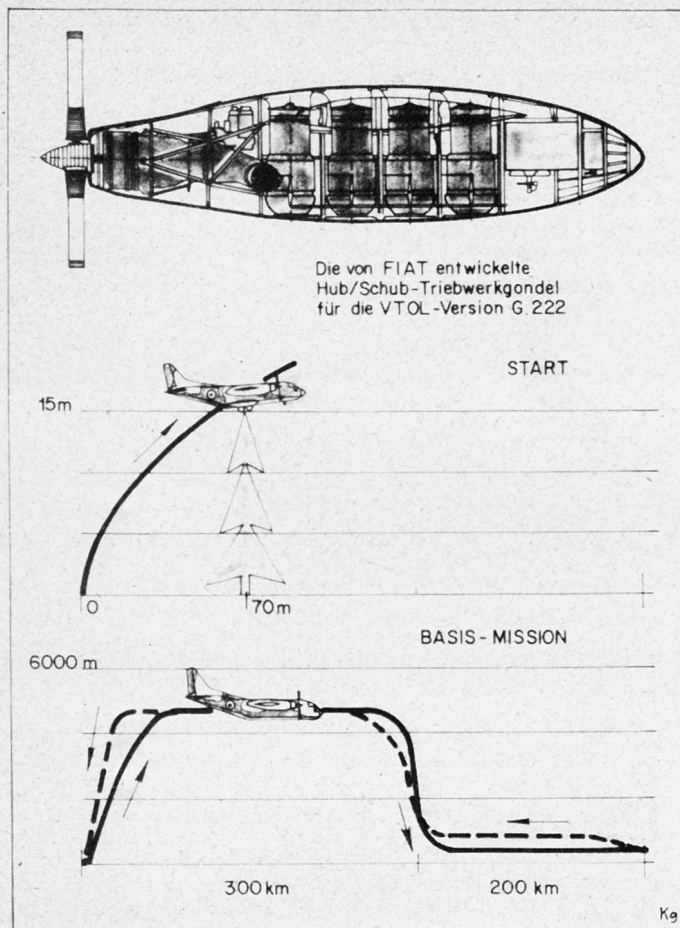 Die von FIAT entwickelte
Hub/Schub-Triebwerkgondel
für die VTOL-Version G.222
START
15m
0
70m
BASIS - MISSION
6000 m
300 km
200 km
Kg